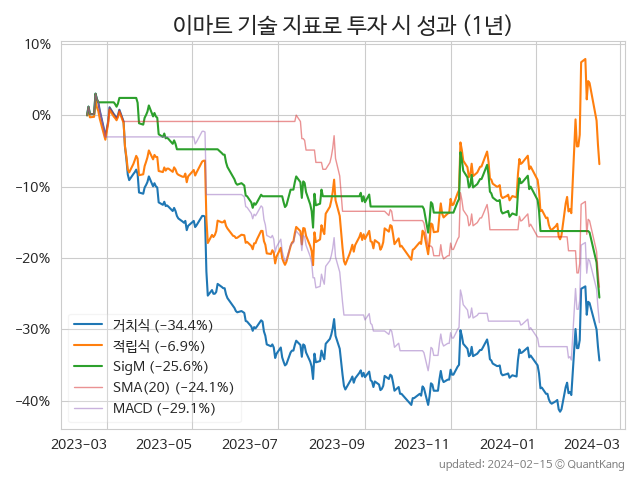 이마트 기술 지표로 투자 시 성과 (1년)
10%
0%
−10%
−20%
−30%
−40%
거치식 (−34.4%)
적립식 (−6.9%)
SigM (−25.6%)
SMA(20) (−24.1%)
MACD (−29.1%)
2023-03 2023-05 2023-07 2023-09 2023-11 2024-01 2024-03
updated: 2024-02-15 © QuantKang